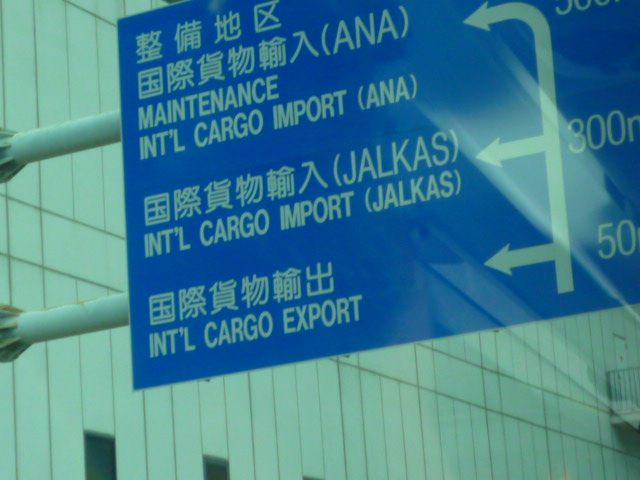 整備地区
国際貨物輸入(ANA)
MAINTENANCE
INT'L CARGO IMPORT (ANA)
国際貨物輸入(JALKAS)
INT'L CARGO IMPORT (JALKAS)
300m
国際貨物輸出
INT'L CARGO EXPORT